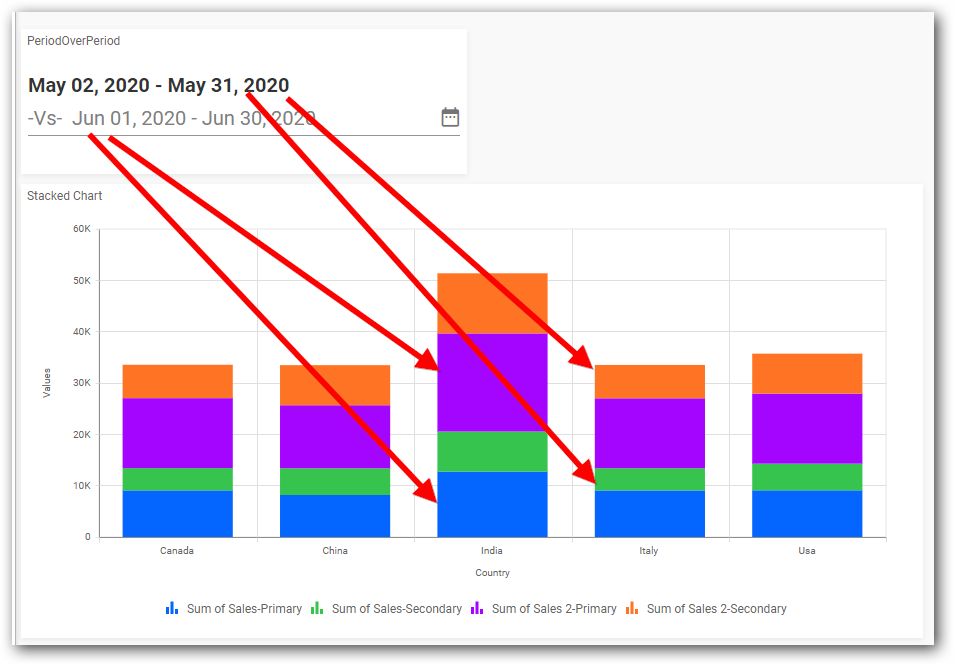 PeriodOverPeriod
May 02, 2020 - May 31, 2020
-Vs- Jun 01, 2020 - Jun 30, 2020
Stacked Chart
60K
50K
40K
30K
20K
10K
0
Values
Canada China India Italy Usa
Country
Sum of Sales-Primary Sum of Sales-Secondary Sum of Sales 2-Primary Sum of Sales 2-Secondary